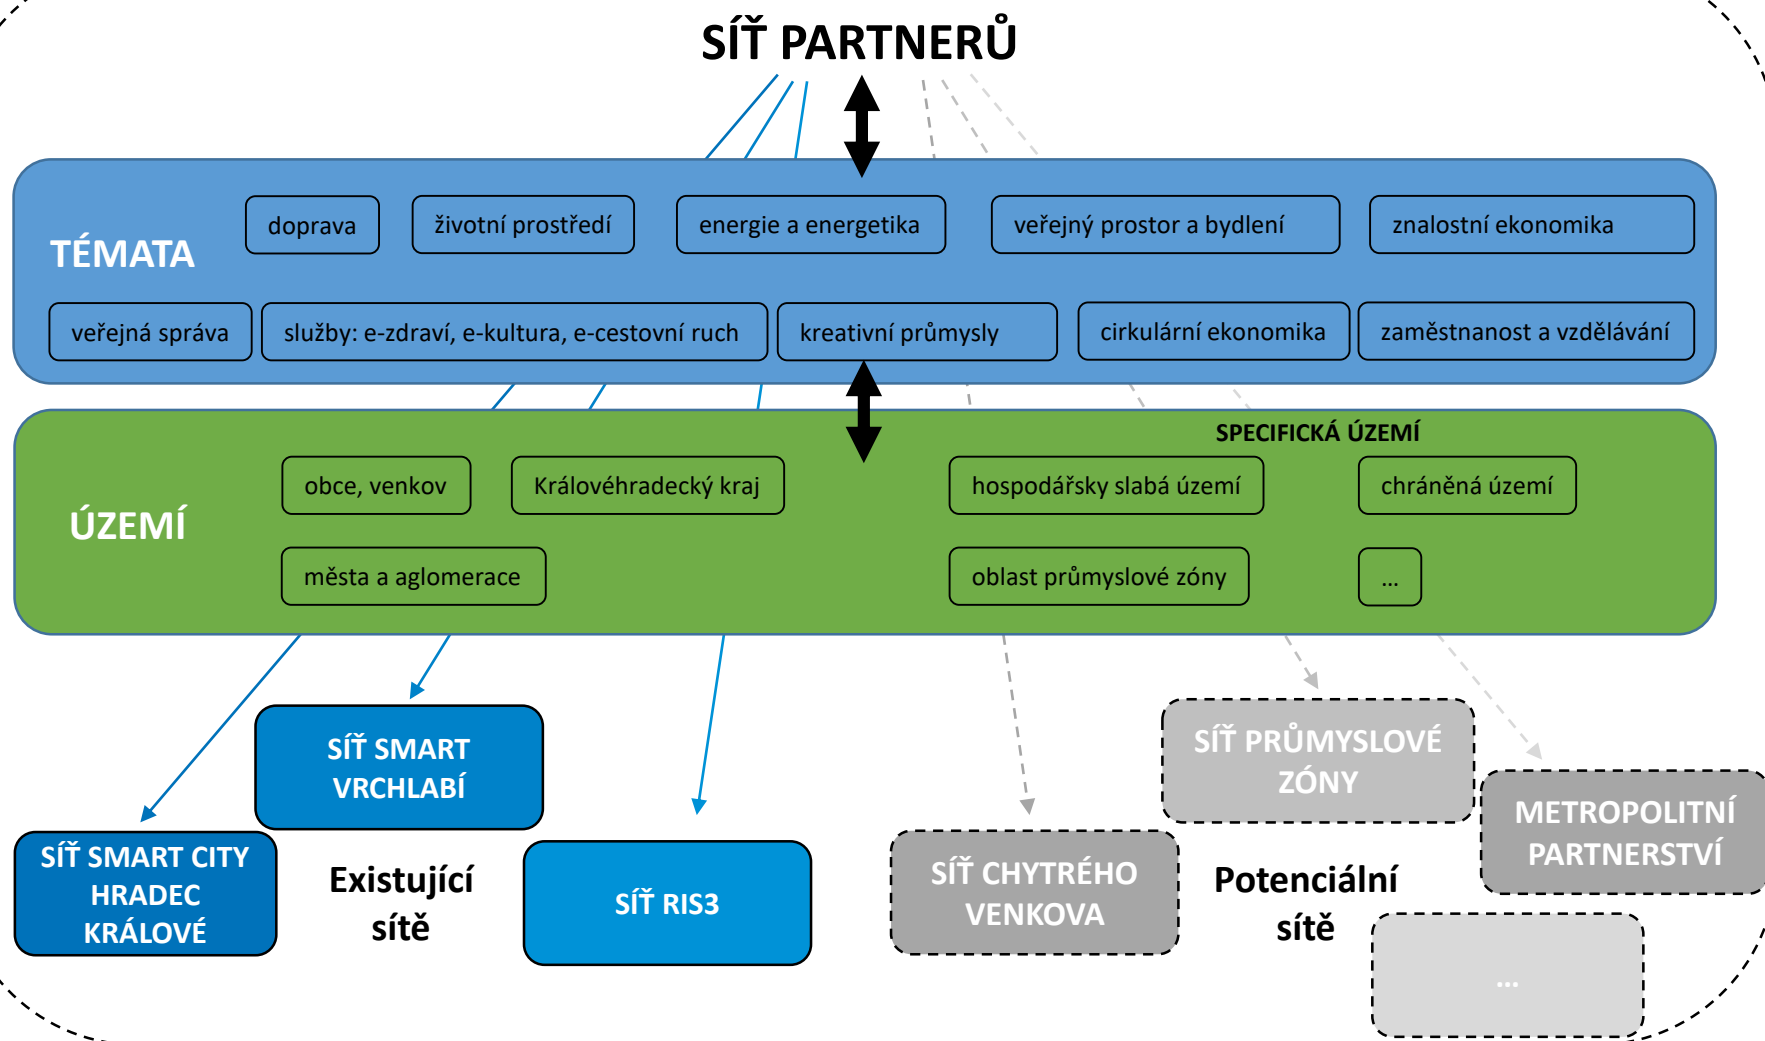 SÍŤ PARTNERŮ
TÉMATA
doprava
životní prostředí
energie a energetika
veřejný prostor a bydlení
znalostní ekonomika
veřejná správa
služby: e-zdraví, e-kultura, e-cestovní ruch
kreativní průmysly
cirkulární ekonomika
zaměstnanost a vzdělávání
ÚZEMÍ
SPECIFICKÁ ÚZEMÍ
obce, venkov
Královéhradecký kraj
hospodářsky slabá území
chráněná území
města a aglomerace
oblast průmyslové zóny
...
SÍŤ SMART CITY
HRADEC
KRÁLOVÉ
SÍŤ SMART
VRCHLABÍ
Existující
sítě
SÍŤ RIS3
SÍŤ CHYTRÉHO
VENKOVA
SÍŤ PRŮMYSLOVÉ
ZÓNY
Potenciální
sítě
METROPOLITNÍ
PARTNERSTVÍ
...